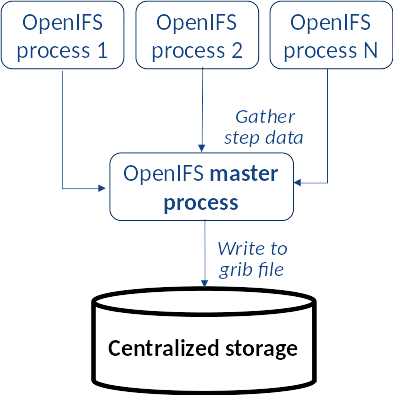 OpenIFS
process 1
OpenIFS
process 2
OpenIFS
process N
Gather
step data
OpenIFS master
process
Write to
grib file
Centralized storage